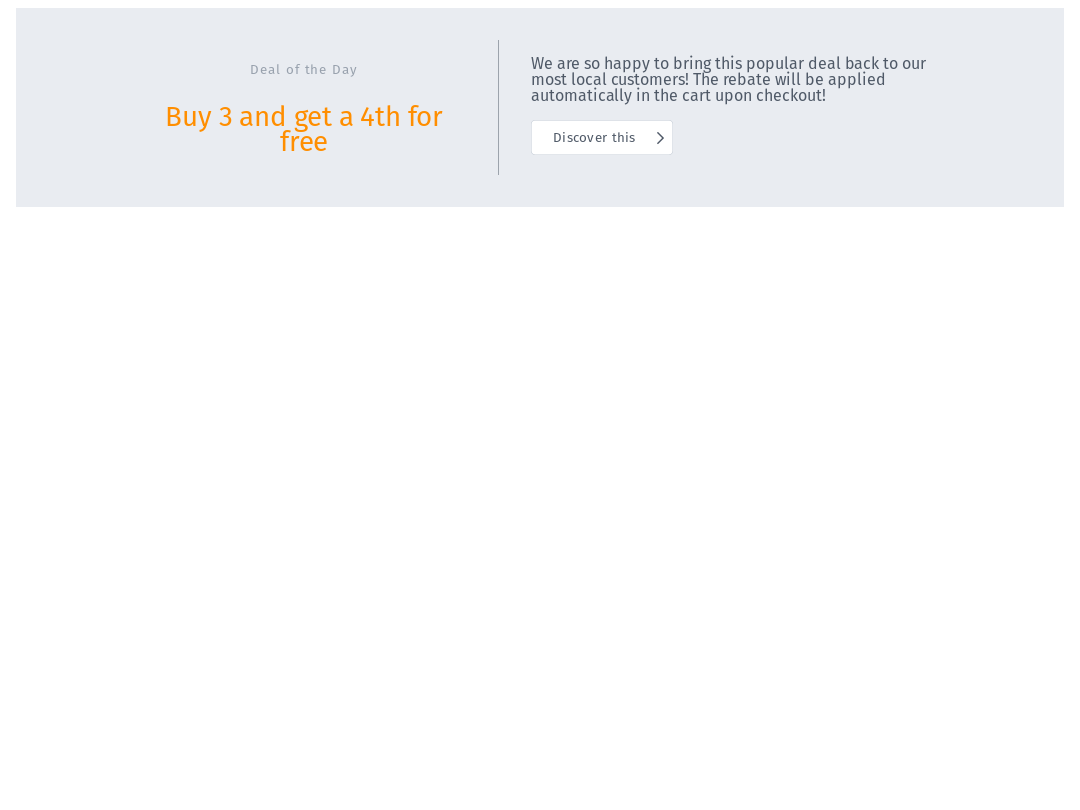 Deal of the Day
Buy 3 and get a 4th for
free
We are so happy to bring this popular deal back to our
most local customers! The rebate will be applied
automatically in the cart upon checkout!
Discover this